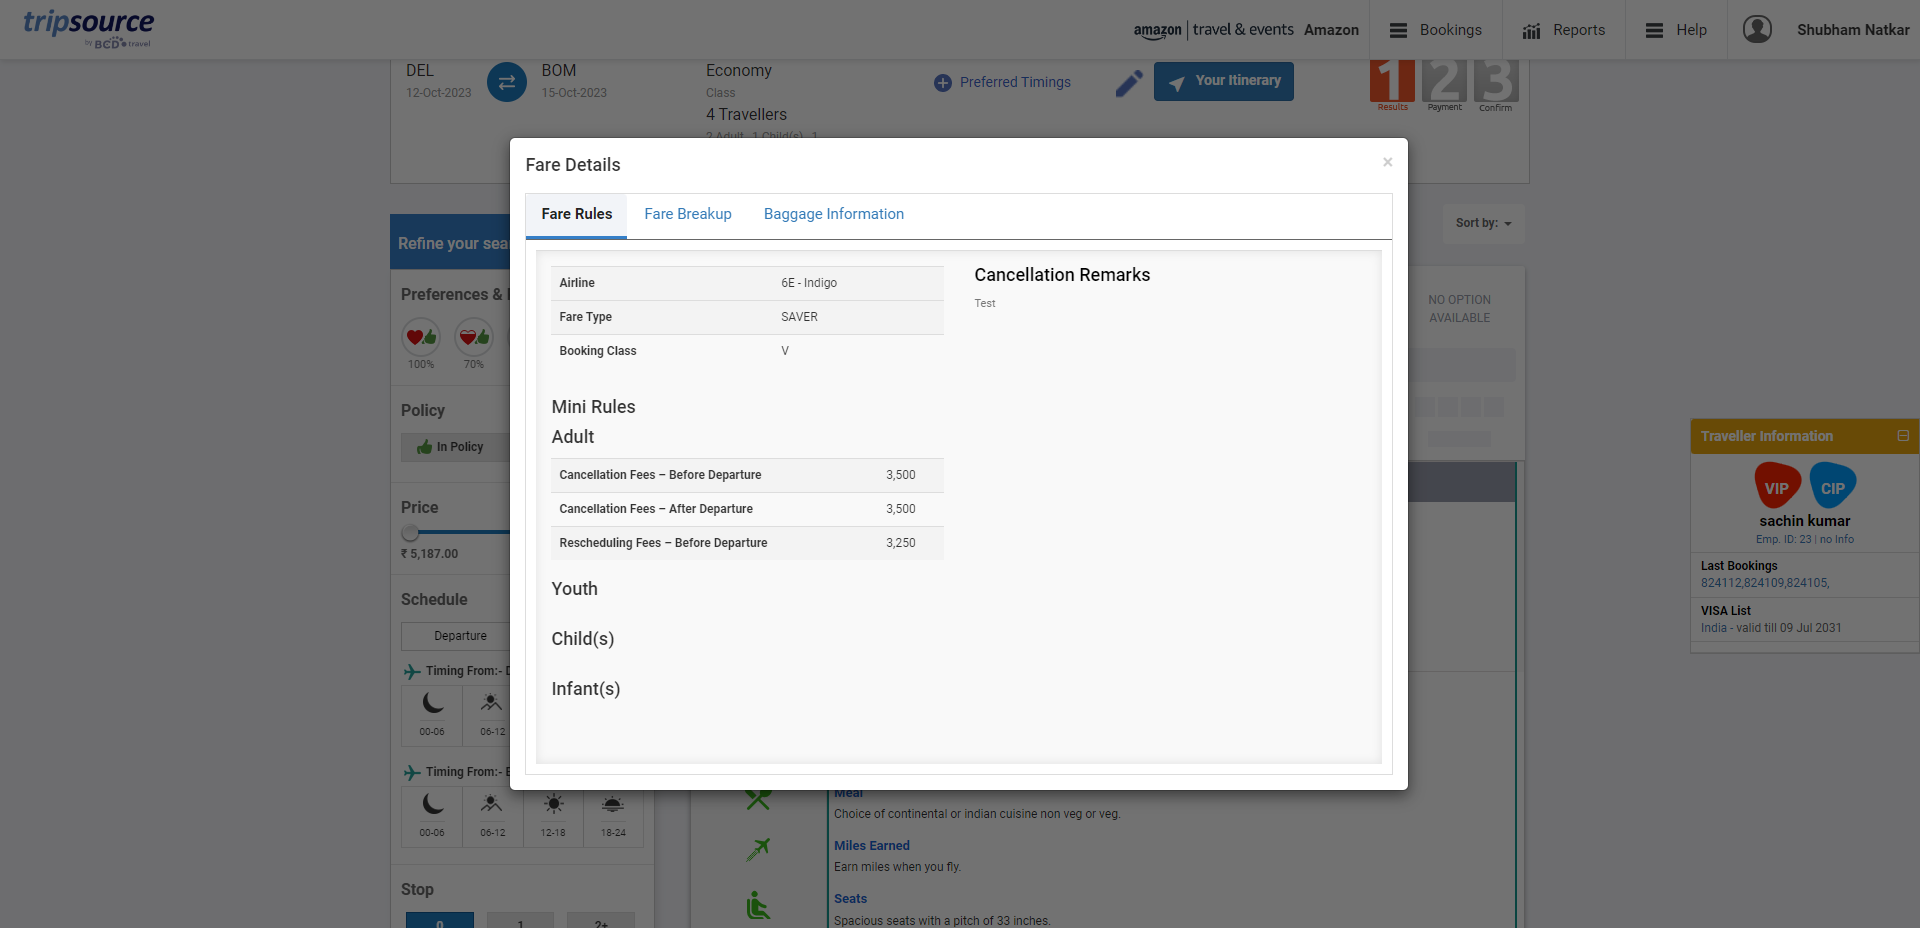 tripsource
by BCD travel
amazon | travel & events Amazon
Bookings
Reports
Help
Shubham Natkar
DEL
12-Oct-2023
BOM
15-Oct-2023
Economy
Class
4 Travellers
Preferred Timings
Your Itinerary
1 2 3
Results Payment Confirm
Fare Details
×
Fare Rules
Fare Breakup
Baggage Information
Airline 6E - Indigo
Fare Type SAVER
Booking Class V
Cancellation Remarks
Test
Mini Rules
Adult
Cancellation Fees – Before Departure 3,500
Cancellation Fees – After Departure 3,500
Rescheduling Fees – Before Departure 3,250
Youth
Child(s)
Infant(s)
Refine your
Preferences &
100% 70%
Policy
In Policy
Price
₹ 5,187.00
Schedule
Departure
Timing From:-
00-06 06-12
Timing From:-
00-06 06-12 12-18 18-24
Stop
0 1 2+
Sort by:
NO OPTION
AVAILABLE
Meal
Choice of continental or indian cuisine non veg or veg.
Miles Earned
Earn miles when you fly.
Seats
Spacious seats with a pitch of 33 inches.
Traveller Information
VIP CIP
sachin kumar
Emp. ID: 23 | no Info
Last Bookings
824112,824109,824105,
VISA List
India - valid till 09 Jul 2031